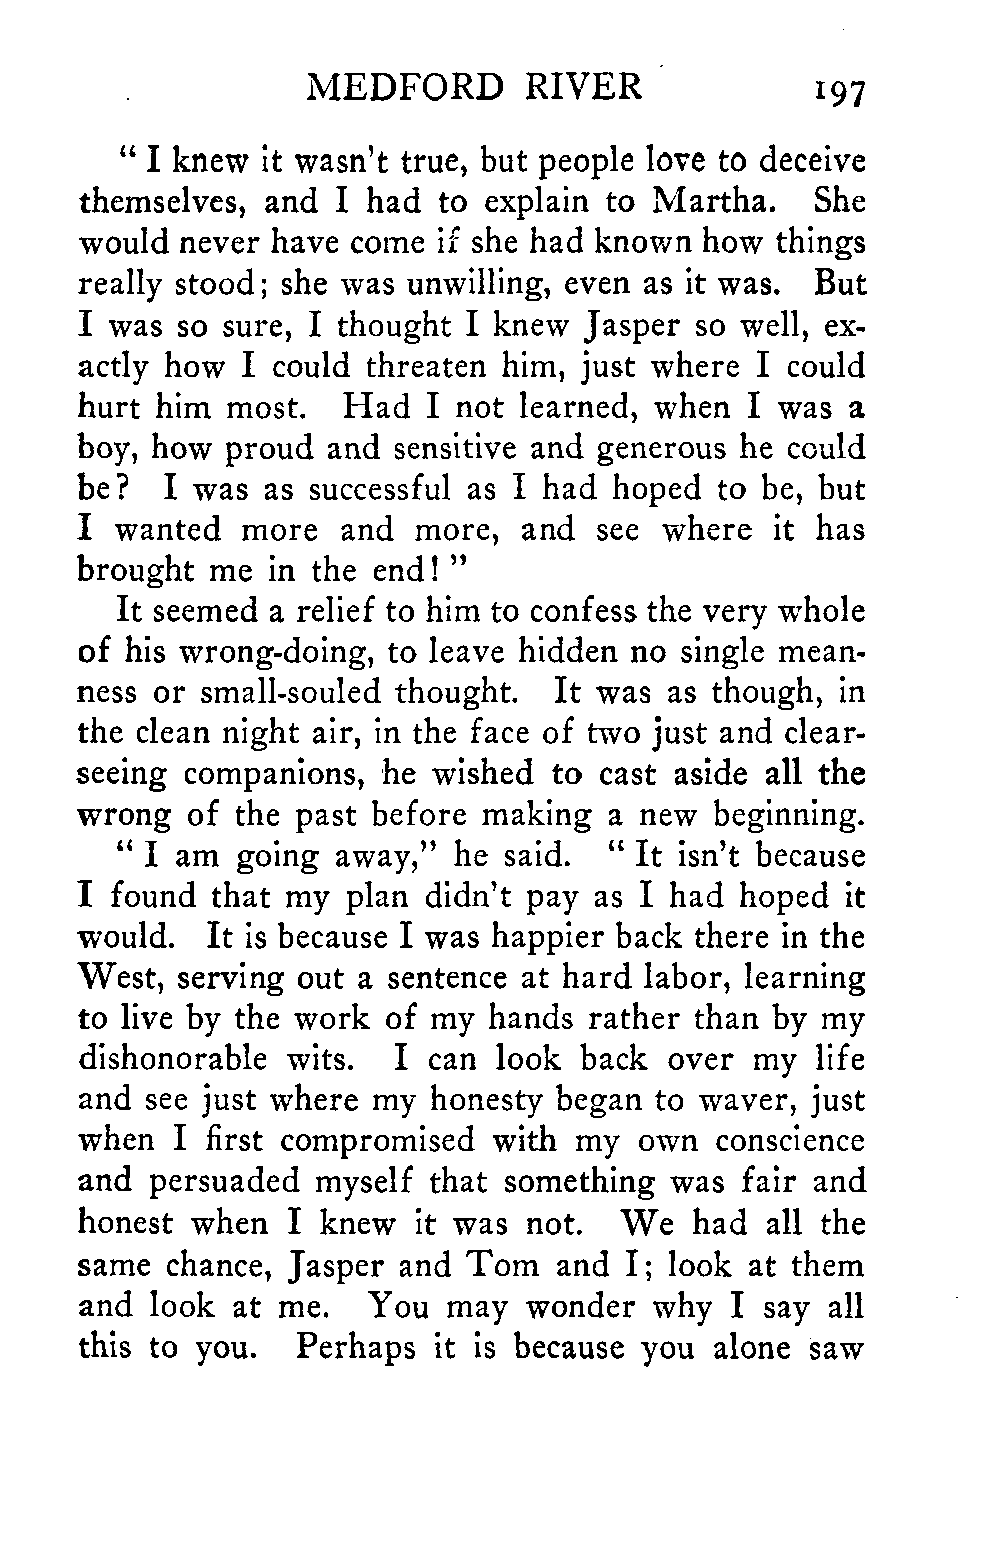 MEDFORD RIVER 197
" I knew it wasn't true, but people love to deceive
themselves, and I had to explain to Martha. She
would never have come if she had known how things
really stood; she was unwilling, even as it was. But
I was so sure, I thought I knew Jasper so well, ex-
actly how I could threaten him, just where I could
hurt him most. Had I not learned, when I was a
boy, how proud and sensitive and generous he could
be? I was as successful as I had hoped to be, but
I wanted more and more, and see where it has
brought me in the end! "
It seemed a relief to him to confess the very whole
of his wrong-doing, to leave hidden no single mean-
ness or small-souled thought. It was as though, in
the clean night air, in the face of two just and clear-
seeing companions, he wished to cast aside all the
wrong of the past before making a new beginning.
" I am going away," he said. " It isn't because
I found that my plan didn't pay as I had hoped it
would. It is because I was happier back there in the
West, serving out a sentence at hard labor, learning
to live by the work of my hands rather than by my
dishonorable wits. I can look back over my life
and see just where my honesty began to waver, just
when I first compromised with my own conscience
and persuaded myself that something was fair and
honest when I knew it was not. We had all the
same chance, Jasper and Tom and I; look at them
and look at me. You may wonder why I say all
this to you. Perhaps it is because you alone saw